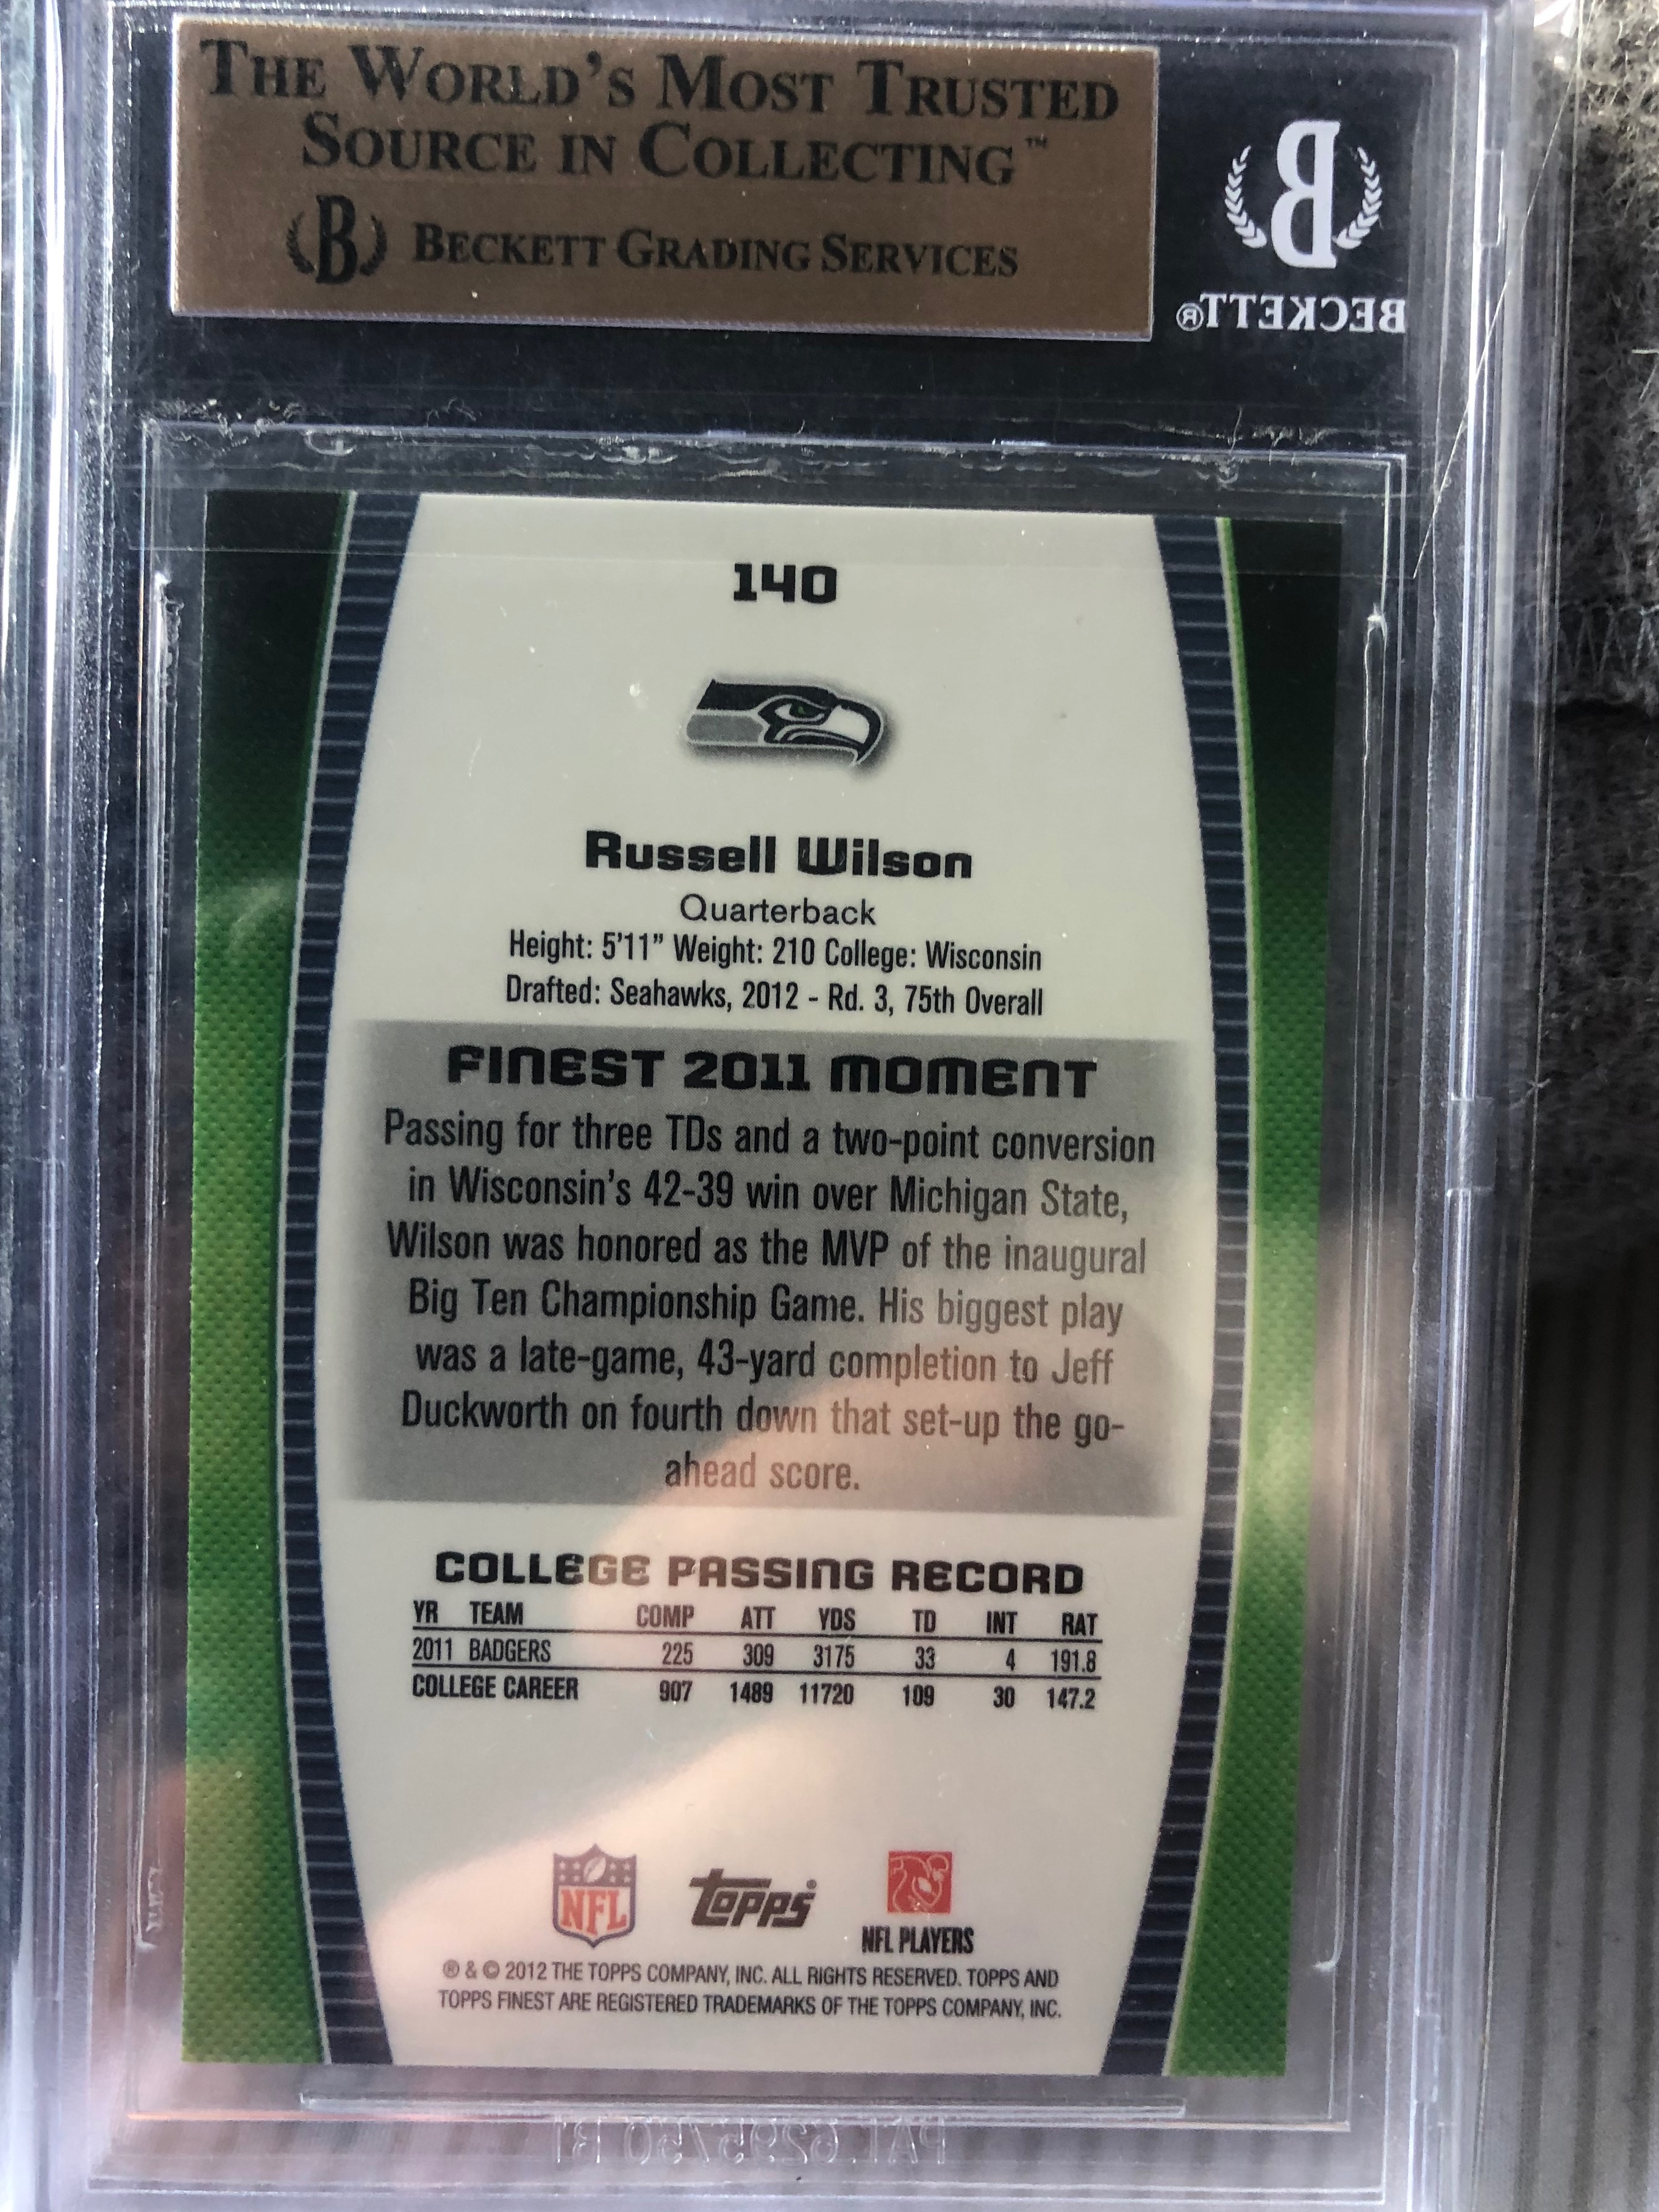 THE WORLD'S MOST TRUSTED
SOURCE IN COLLECTING™
B BECKETT GRADING SERVICES
B
BECKETT®
140
Russell Wilson
Quarterback
Height: 5'11" Weight: 210 College: Wisconsin
Drafted: Seahawks, 2012 - Rd. 3, 75th Overall
FINEST 2011 MOMENT
Passing for three TDs and a two-point conversion
in Wisconsin's 42-39 win over Michigan State,
Wilson was honored as the MVP of the inaugural
Big Ten Championship Game. His biggest play
was a late-game, 43-yard completion to Jeff
Duckworth on fourth down that set-up the go-
ahead score.
COLLEGE PASSING RECORD
YR TEAM COMP ATT YDS TD INT RAT
2011 BADGERS 225 309 3175 33 4 191.8
COLLEGE CAREER 907 1489 11720 109 30 147.2
NFL topps
NFL PLAYERS
® & © 2012 THE TOPPS COMPANY, INC. ALL RIGHTS RESERVED. TOPPS AND
TOPPS FINEST ARE REGISTERED TRADEMARKS OF THE TOPPS COMPANY, INC.
PAT.6295750 B1